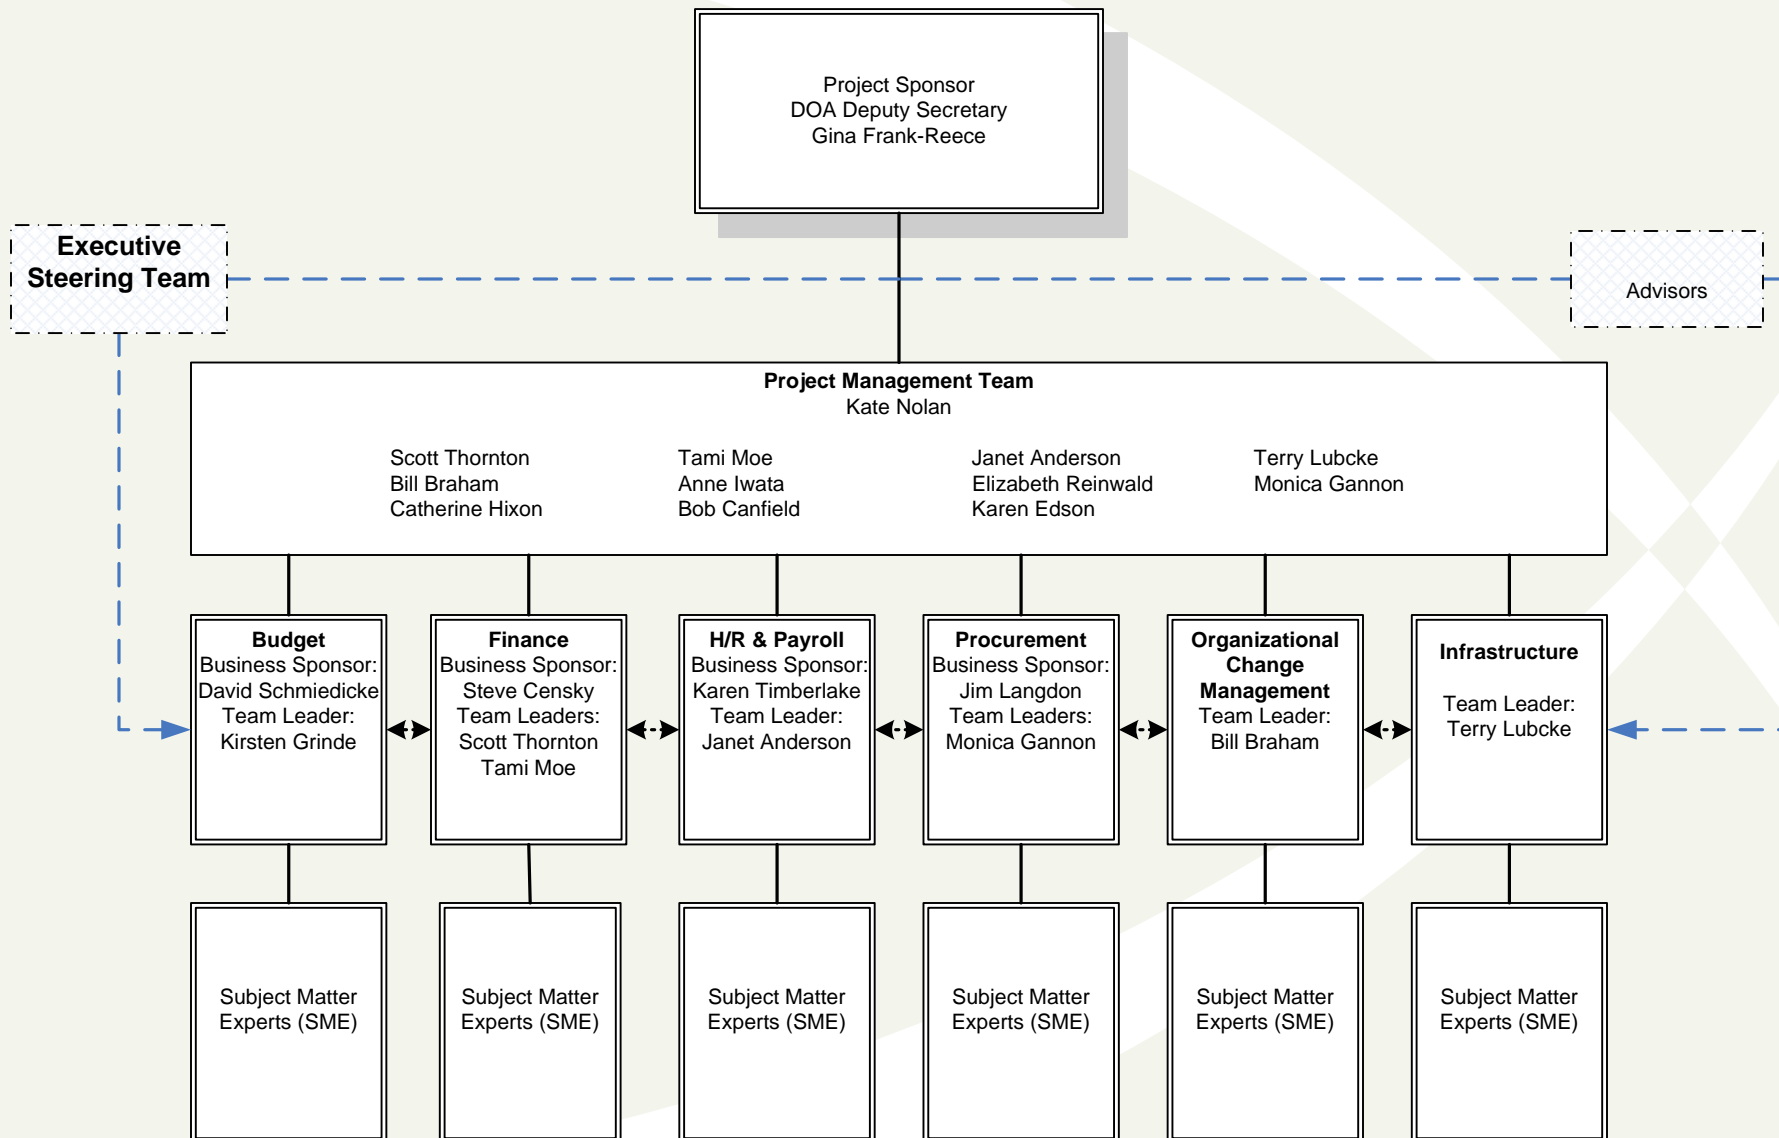 Project Sponsor
DOA Deputy Secretary
Gina Frank-Reece
Executive
Steering Team
Advisors
Project Management Team
Kate Nolan
Scott Thornton
Bill Braham
Catherine Hixon
Tami Moe
Anne Iwata
Bob Canfield
Janet Anderson
Elizabeth Reinwald
Karen Edson
Terry Lubcke
Monica Gannon
Budget
Business Sponsor:
David Schmiedicke
Team Leader:
Kirsten Grinde
Finance
Business Sponsor:
Steve Censky
Team Leaders:
Scott Thornton
Tami Moe
H/R & Payroll
Business Sponsor:
Karen Timberlake
Team Leader:
Janet Anderson
Procurement
Business Sponsor:
Jim Langdon
Team Leaders:
Monica Gannon
Organizational
Change
Management
Team Leader:
Bill Braham
Infrastructure
Team Leader:
Terry Lubcke
Subject Matter
Experts (SME)
Subject Matter
Experts (SME)
Subject Matter
Experts (SME)
Subject Matter
Experts (SME)
Subject Matter
Experts (SME)
Subject Matter
Experts (SME)